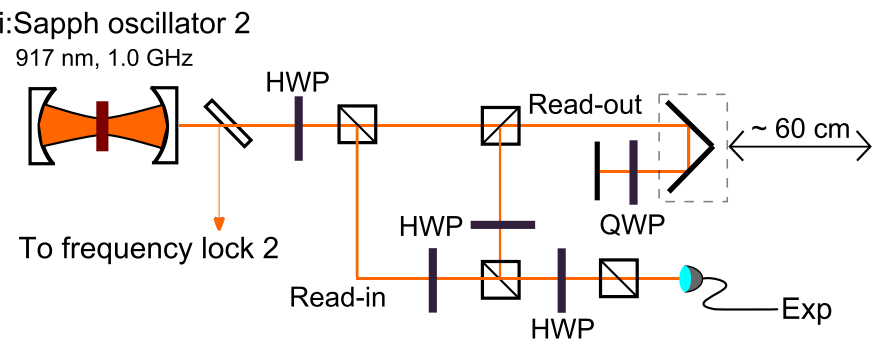 i:Sapph oscillator 2
917 nm, 1.0 GHz
HWP
Read-out
~ 60 cm
QWP
To frequency lock 2
HWP
Read-in
HWP
Exp